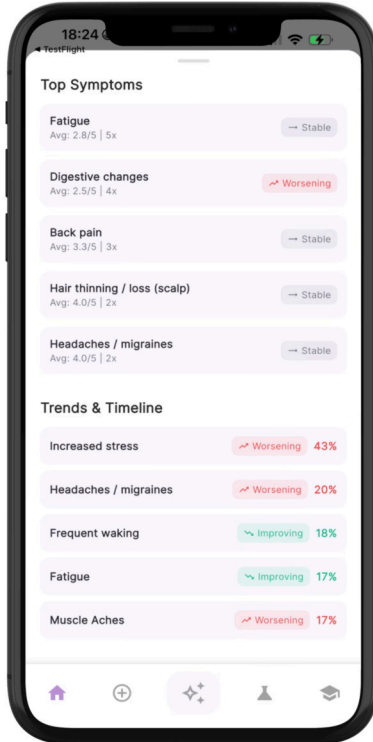 18:24
TestFlight
Top Symptoms
Fatigue
Avg: 2.8/5 | 5x
→ Stable
Digestive changes
Avg: 2.5/5 | 4x
Worsening
Back pain
Avg: 3.3/5 | 3x
→ Stable
Hair thinning / loss (scalp)
Avg: 4.0/5 | 2x
→ Stable
Headaches / migraines
Avg: 4.0/5 | 2x
→ Stable
Trends & Timeline
Increased stress Worsening 43%
Headaches / migraines Worsening 20%
Frequent waking Improving 18%
Fatigue Improving 17%
Muscle Aches Worsening 17%